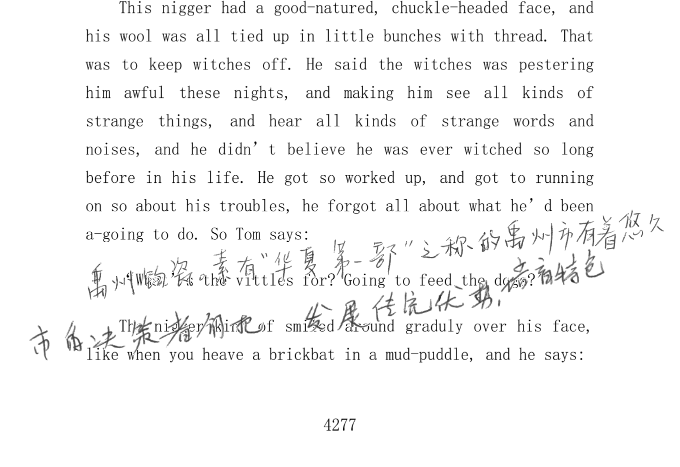 This nigger had a good-natured, chuckle-headed face, and
his wool was all tied up in little bunches with thread. That
was to keep witches off. He said the witches was pestering
him awful these nights, and making him see all kinds of
strange things, and hear all kinds of strange words and
noises, and he didn’t believe he was ever witched so long
before in his life. He got so worked up, and got to running
on so about his troubles, he forgot all about what he’d been
a-going to do. So Tom says:
禹州市有着悠久
禹州钧瓷。素有“华夏第一部”之称的
the vittles for? Going to feed the dogs?
发展传统优势，培育特色
The nigger kind of smiled around graduly over his face,
市的决策者们把
like when you heave a brickbat in a mud-puddle, and he says:
4277